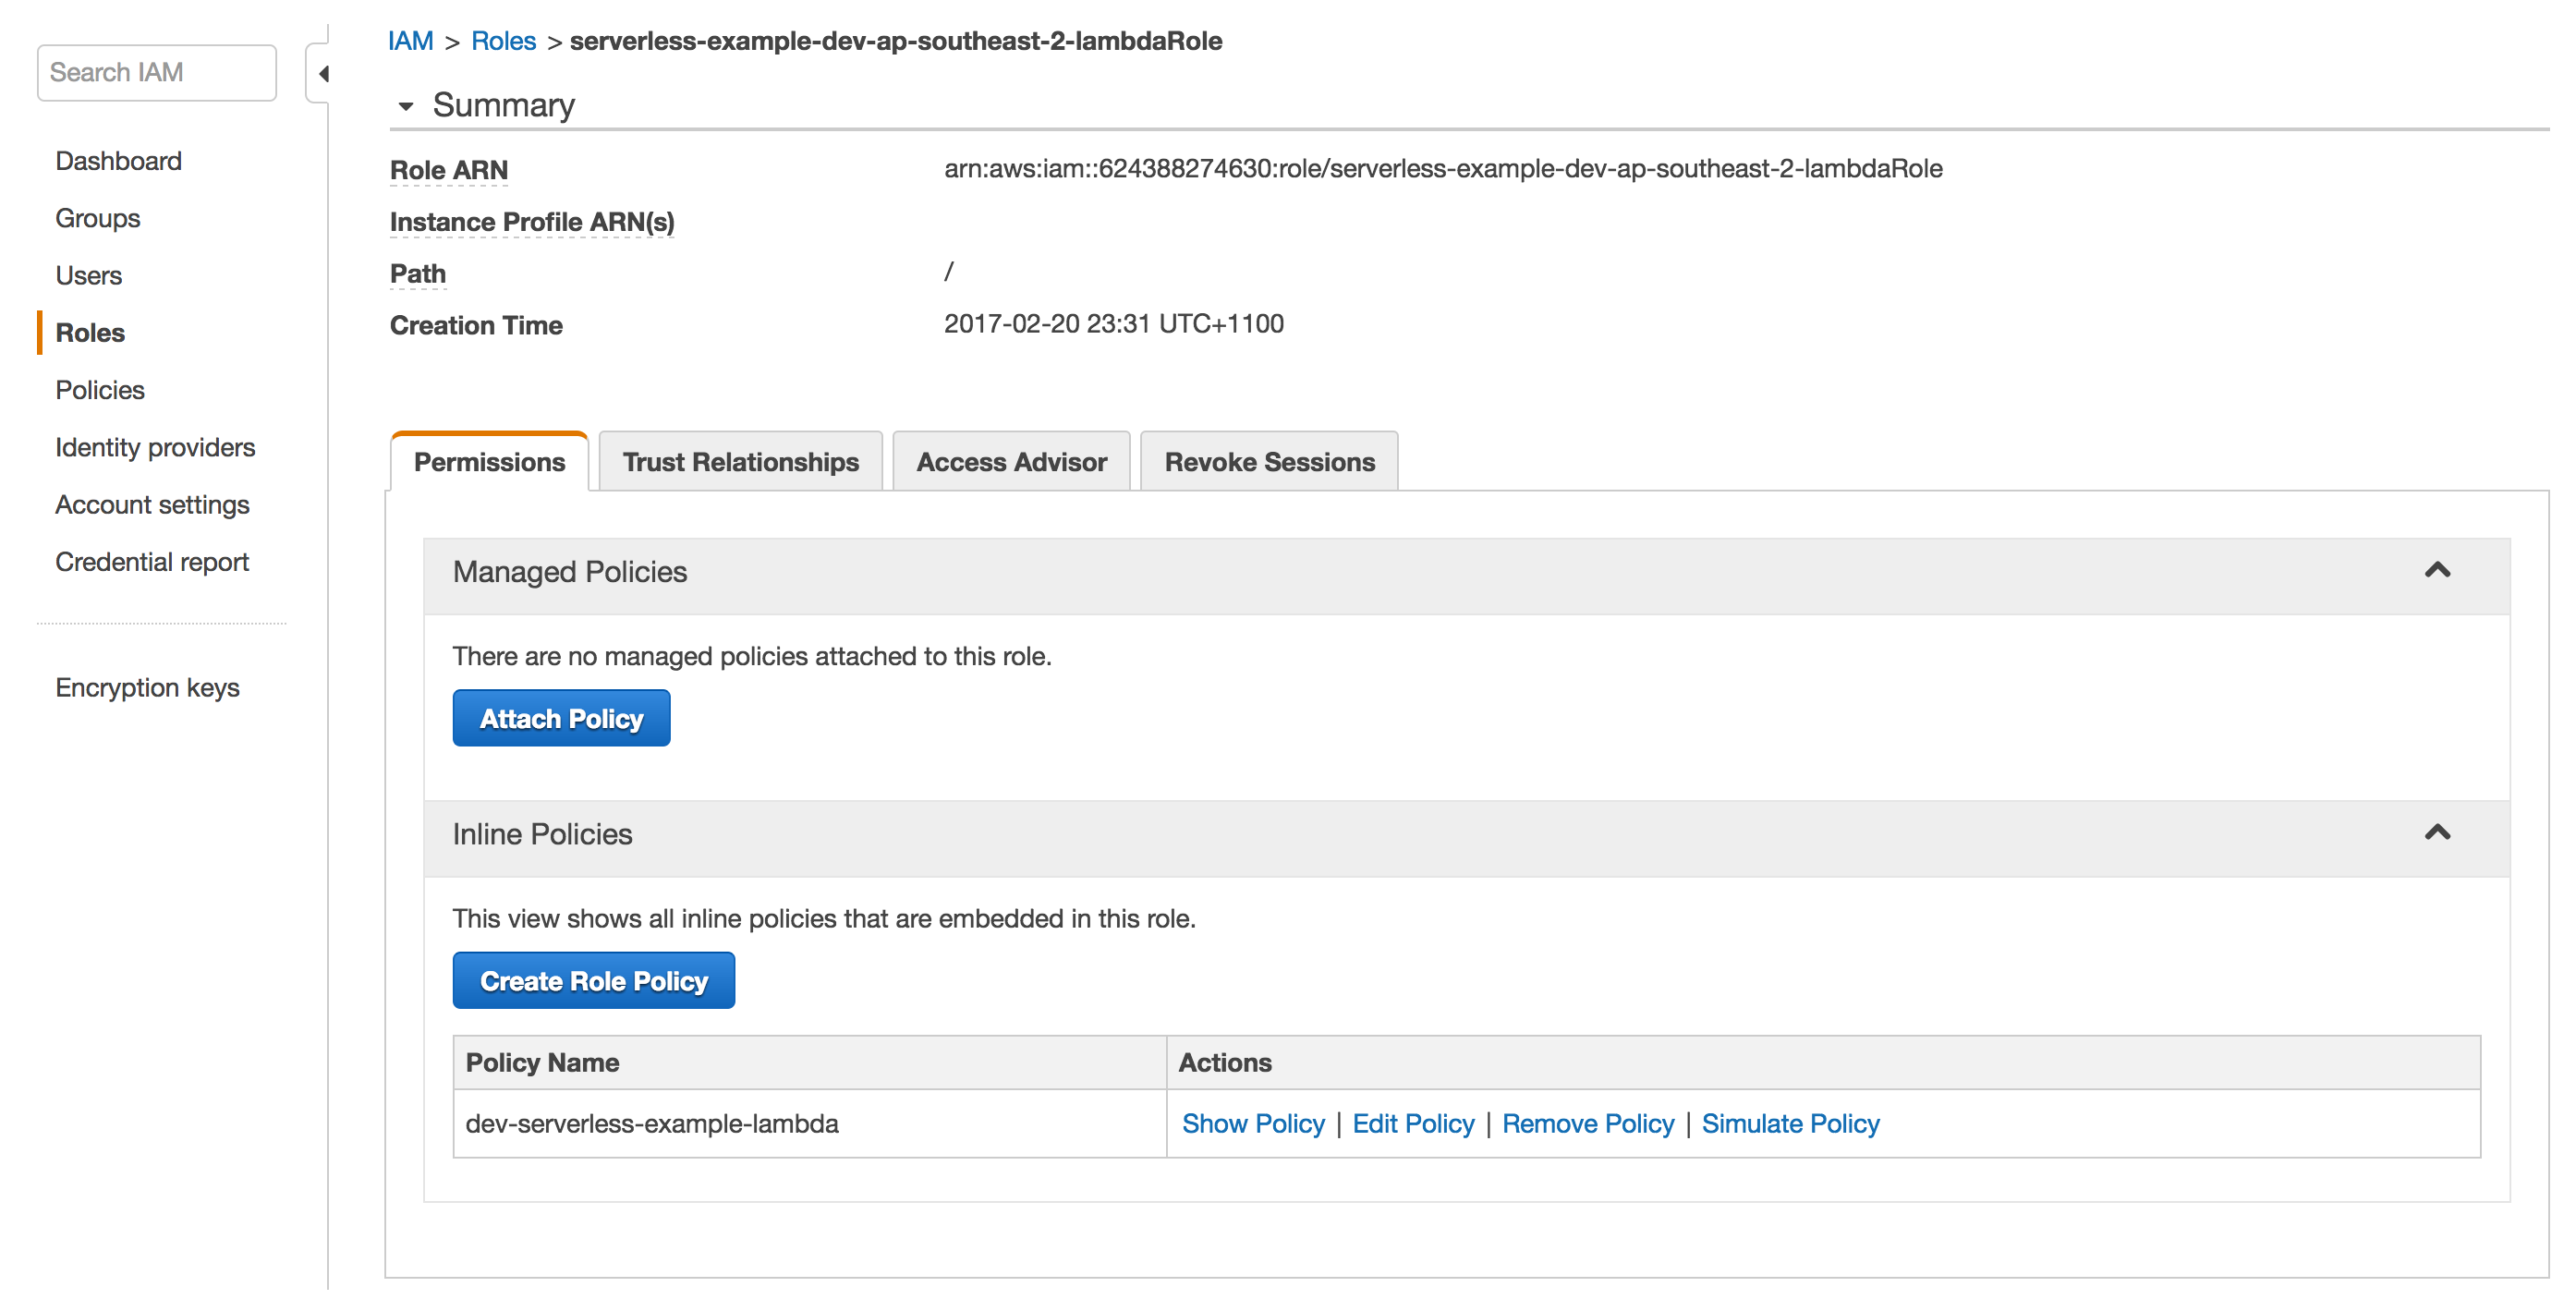 Search IAM
Dashboard
Groups
Users
Roles
Policies
Identity providers
Account settings
Credential report
Encryption keys
IAM > Roles > serverless-example-dev-ap-southeast-2-lambdaRole
Summary
Role ARN arn:aws:iam::624388274630:role/serverless-example-dev-ap-southeast-2-lambdaRole
Instance Profile ARN(s)
Path /
Creation Time 2017-02-20 23:31 UTC+1100
Permissions Trust Relationships Access Advisor Revoke Sessions
Managed Policies
There are no managed policies attached to this role.
Attach Policy
Inline Policies
This view shows all inline policies that are embedded in this role.
Create Role Policy
Policy Name Actions
dev-serverless-example-lambda Show Policy | Edit Policy | Remove Policy | Simulate Policy